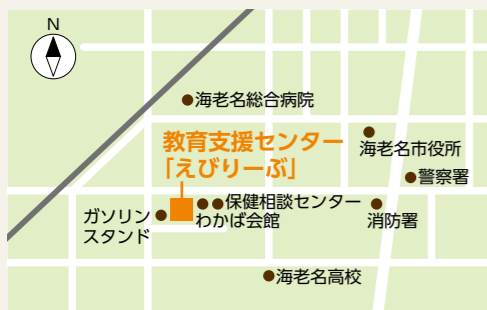 N
海老名総合病院
教育支援センター
「えびりーぶ」
海老名市役所
警察署
ガソリン
スタンド
保健相談センター
わかば会館
消防署
海老名高校